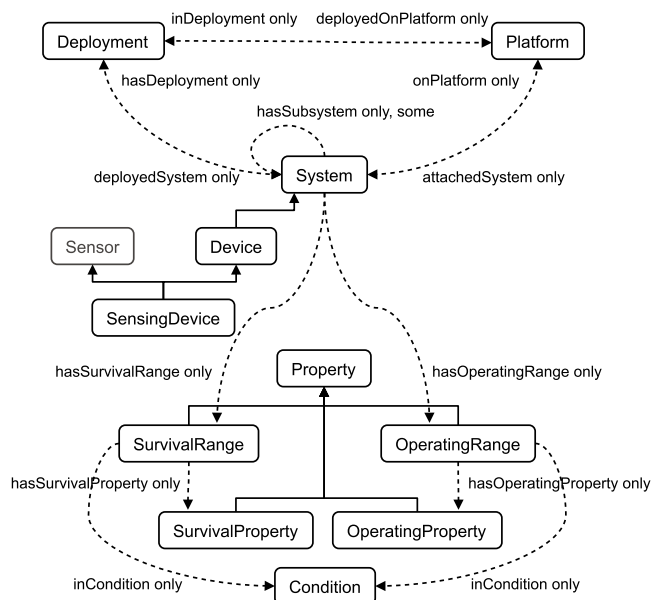 inDeployment only
deployedOnPlatform only
Deployment
Platform
hasDeployment only
onPlatform only
hasSubsystem only, some
deployedSystem only
System
attachedSystem only
Sensor
Device
SensingDevice
hasSurvivalRange only
Property
hasOperatingRange only
SurvivalRange
OperatingRange
hasSurvivalProperty only
hasOperatingProperty only
SurvivalProperty
OperatingProperty
inCondition only
Condition
inCondition only